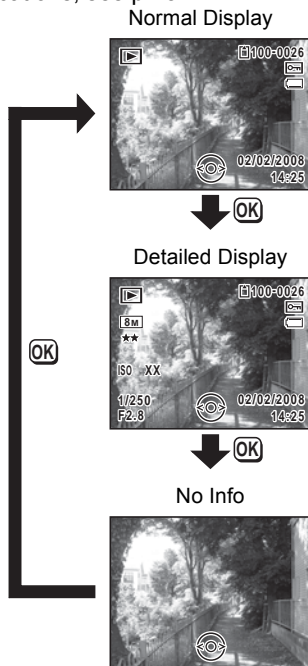 Normal Display
100-0026
02/02/2008
14:25
OK
Detailed Display
100-0026
8M
★★
ISO XX
1/250
F2.8
02/02/2008
14:25
OK
OK
No Info